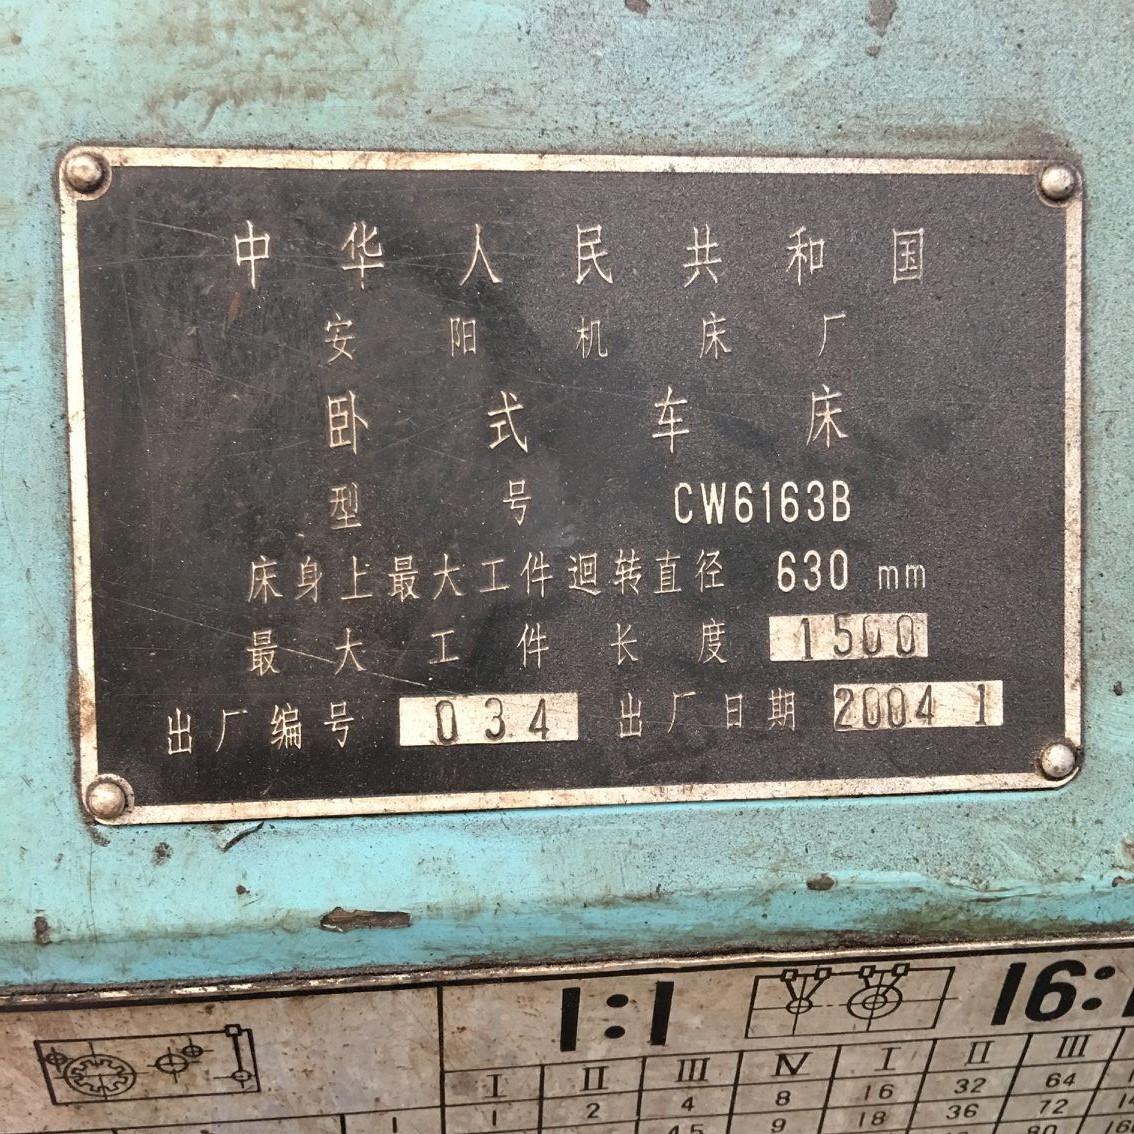 中华人民共和国
安阳机床厂
卧式车床
型号 CW6163B
床身上最大工件迴转直径 630 mm
最大工件长度 1500
出厂编号 034 出厂日期 2004 1
1:1 16:
I II III IV I II III
1 2 4 8 16 32 64
4.5 9 18 36 72
80